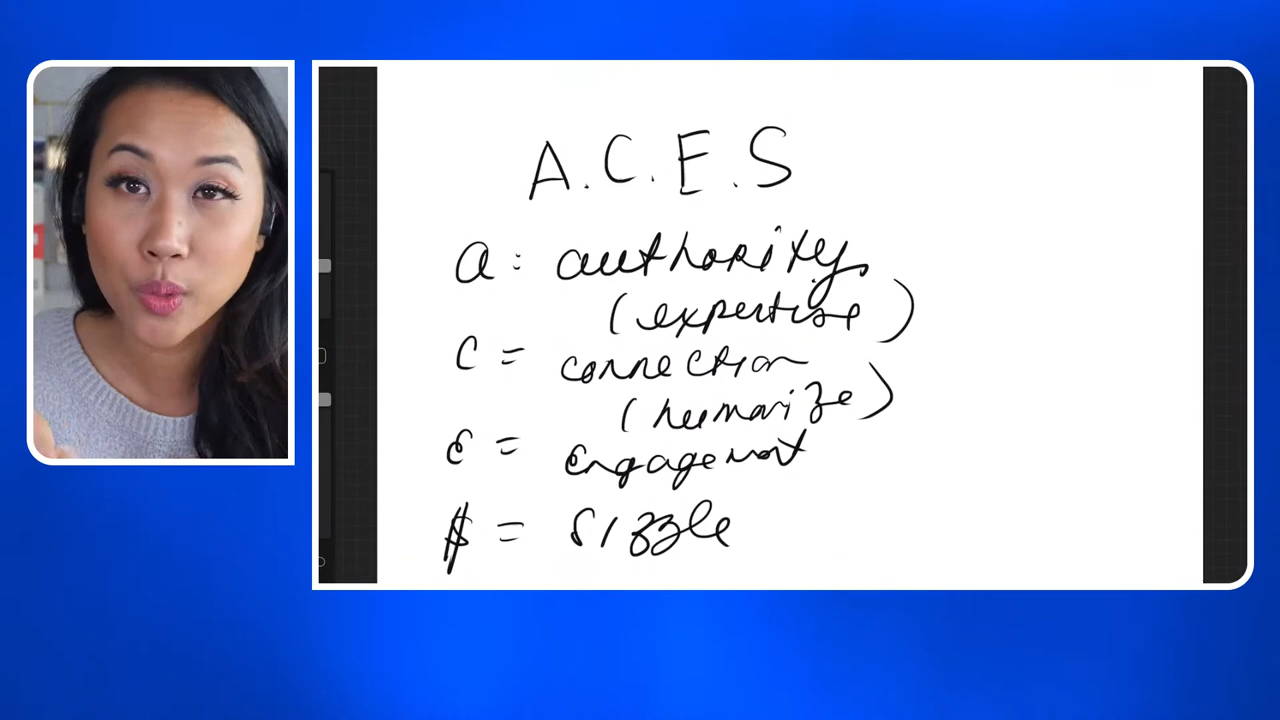 A.C.E.S
a: authority
(expertise)
C = connection
(humanize)
E = Engagement
$ = Sizzle